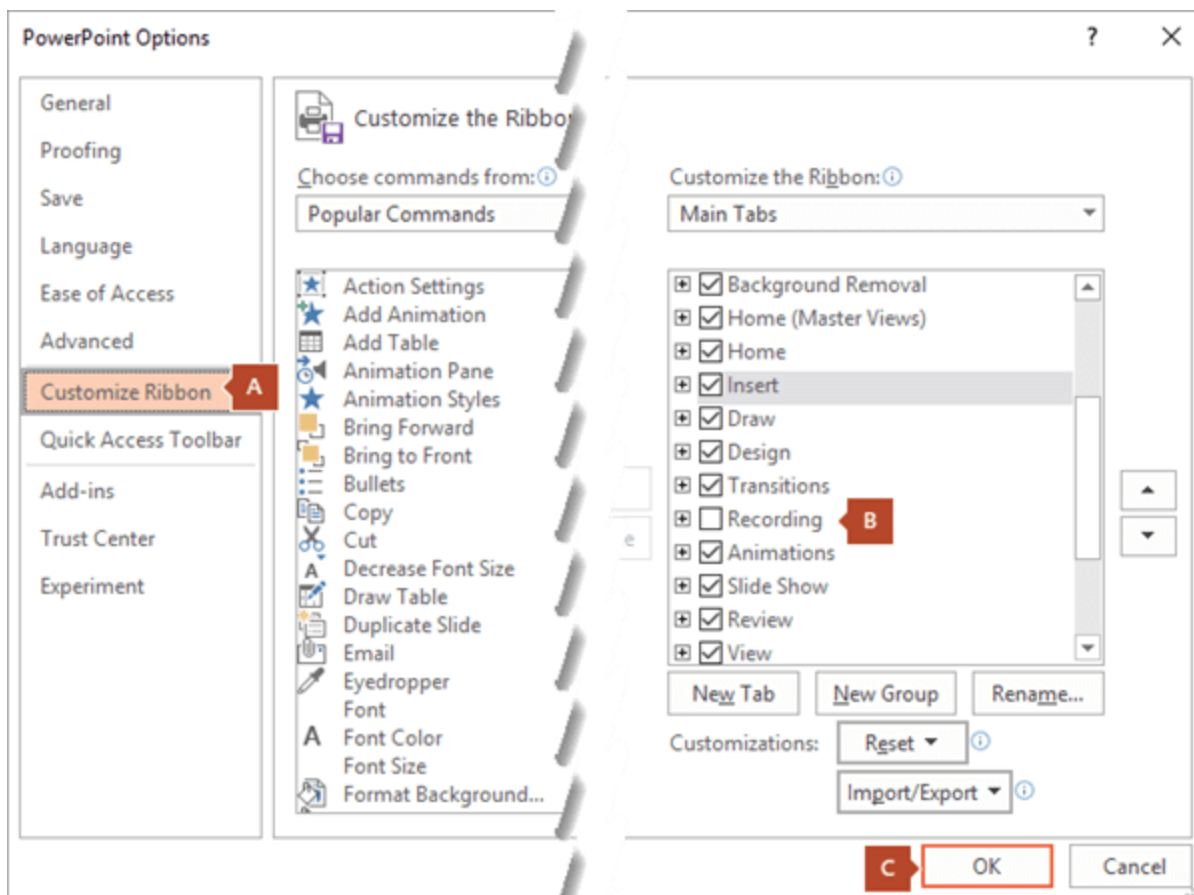 PowerPoint Options
?
General
Proofing
Save
Language
Ease of Access
Advanced
Customize Ribbon
A
Quick Access Toolbar
Add-ins
Trust Center
Experiment
Customize the Ribbo
Choose commands from:
Popular Commands
Action Settings
Add Animation
Add Table
Animation Pane
Animation Styles
Bring Forward
Bring to Front
Bullets
Copy
Cut
Decrease Font Size
Draw Table
Duplicate Slide
Email
Eyedropper
Font
Font Color
Font Size
Format Background...
e
Customize the Ribbon:
Main Tabs
Background Removal
Home (Master Views)
Home
Insert
Draw
Design
Transitions
Recording
B
Animations
Slide Show
Review
View
New Tab
New Group
Rename...
Customizations:
Reset
Import/Export
C
OK
Cancel